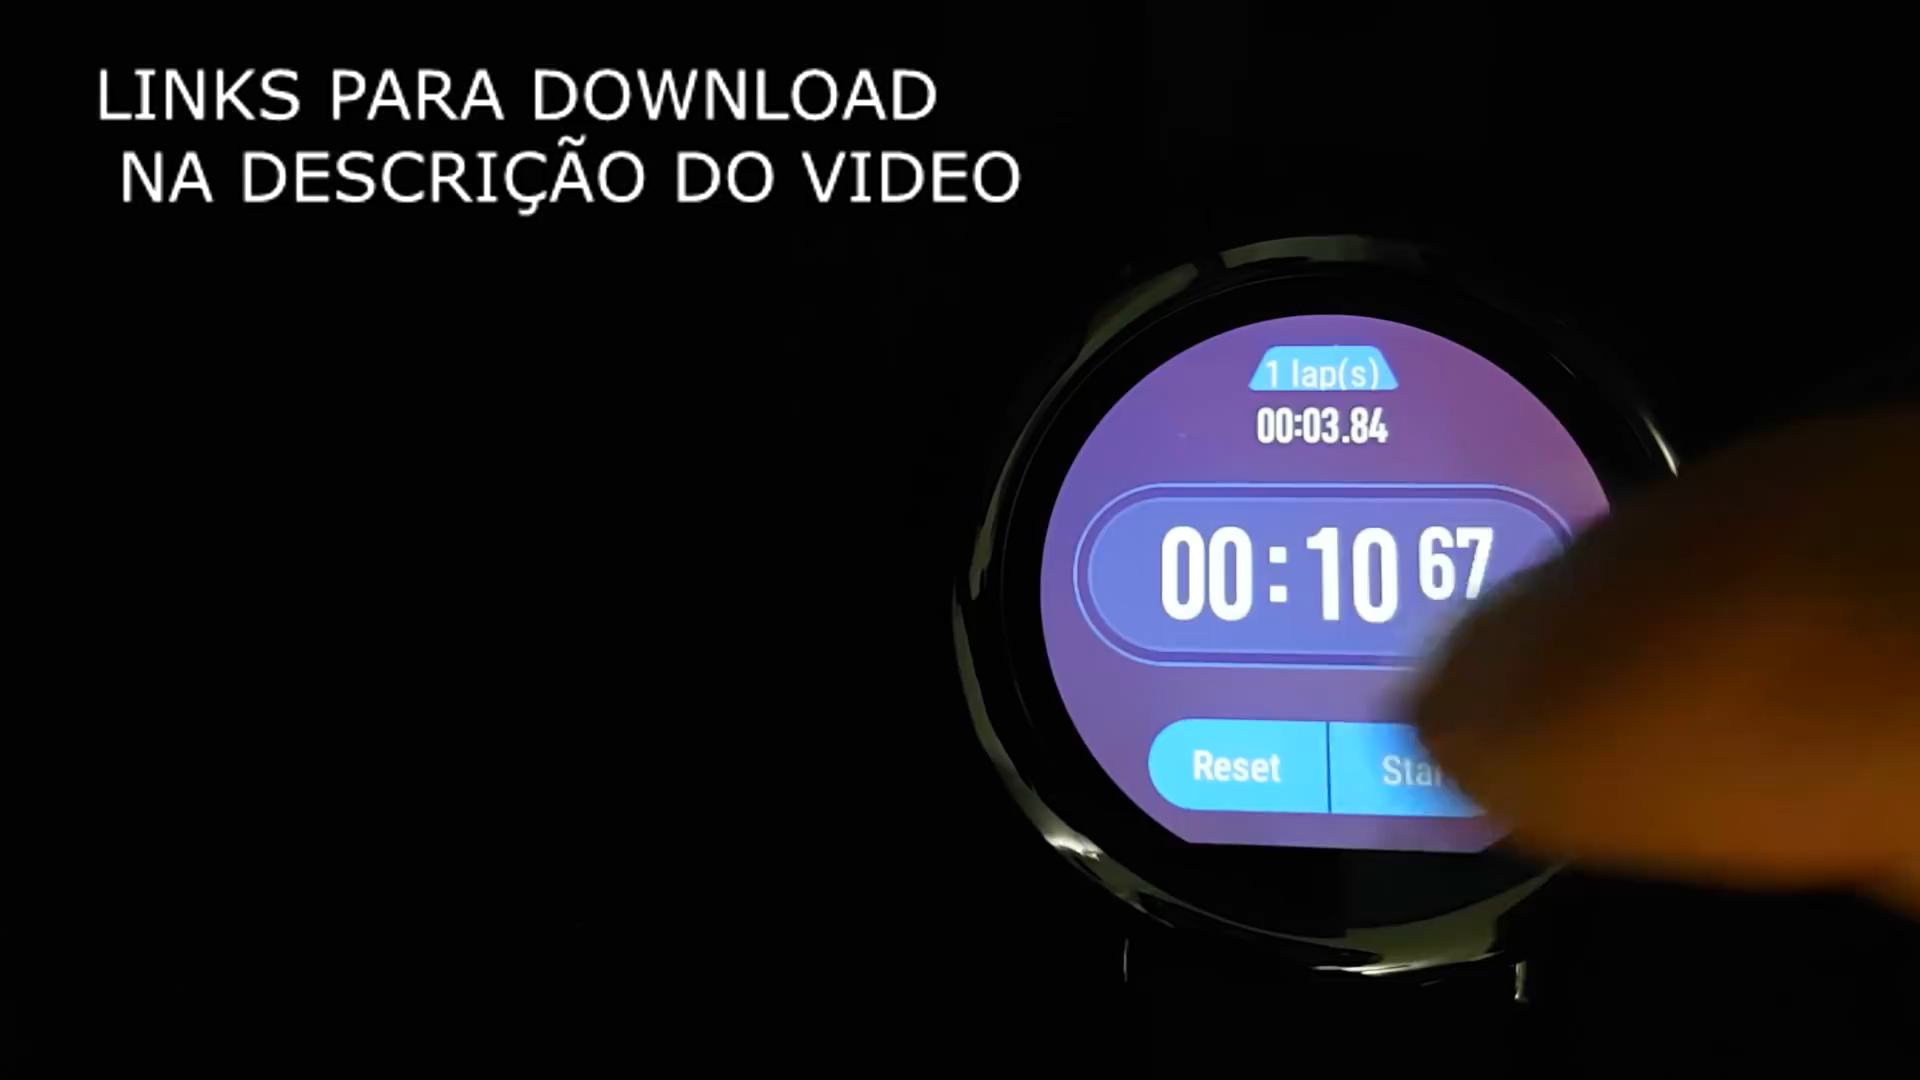 LINKS PARA DOWNLOAD
NA DESCRIÇÃO DO VIDEO
1 lap(s)
00:03.84
00:10 67
Reset